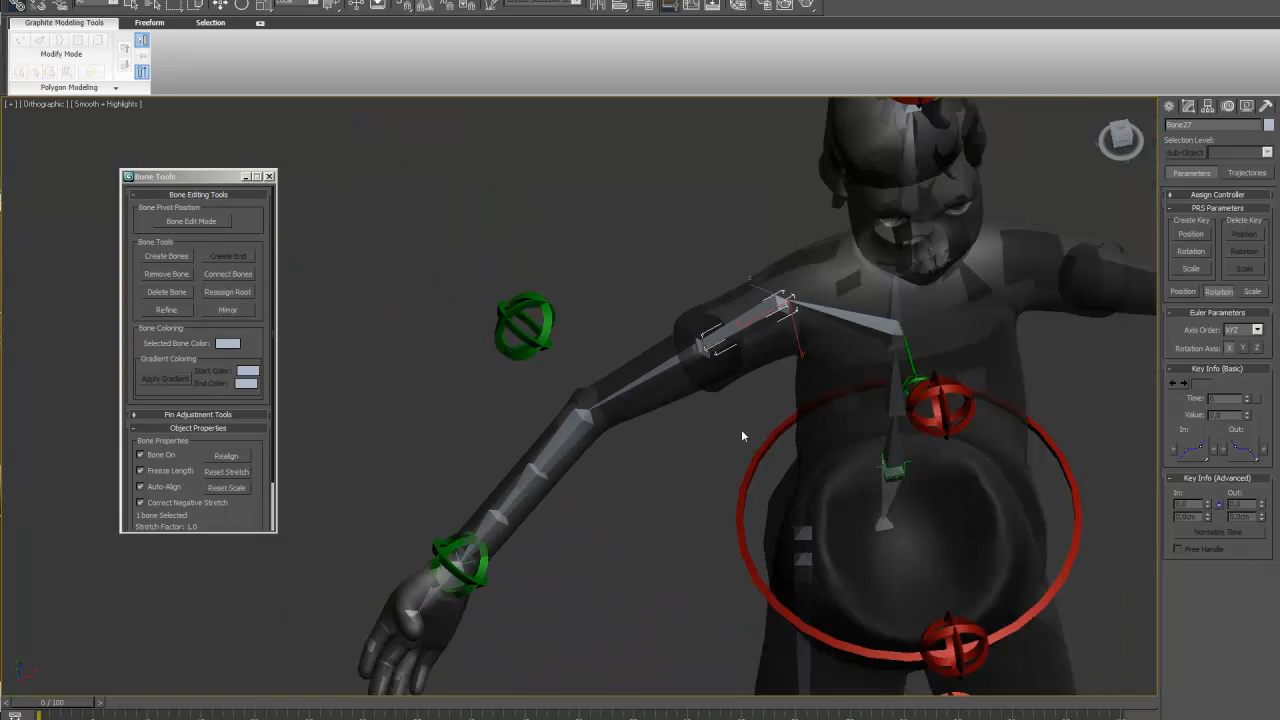 Graphite Modeling Tools Freeform Selection
Modify Mode
Polygon Modeling
[ + ] [ Orthographic ] [ Smooth + Highlights ]
Bone Tools
- Bone Editing Tools
Bone Pivot Position
Bone Edit Mode
Bone Tools
Create Bones Create End
Remove Bone Connect Bones
Delete Bone Reassign Root
Refine Mirror
Bone Coloring
Selected Bone Color:
Gradient Coloring
Apply Gradient Start Color:
End Color:
+ Fin Adjustment Tools
- Object Properties
Bone Properties
Bone On Realign
Freeze Length Reset Stretch
Auto-Align Reset Scale
Correct Negative Stretch
1 bone Selected
Stretch Factor: 1.0
Bone27
Selection Level:
Sub-Object
Parameters Trajectories
+ Assign Controller
- PRS Parameters
Create Key Delete Key
Position Position
Rotation Rotation
Scale Scale
Position Rotation Scale
- Euler Parameters
Axis Order: XYZ
Rotation Axis: X Y Z
- Key Info (Basic)
Time: 0
Value: 0,0
In: Out:
- Key Info (Advanced)
In: Out:
Normalize Time
Free Handle
< 0 / 100 >